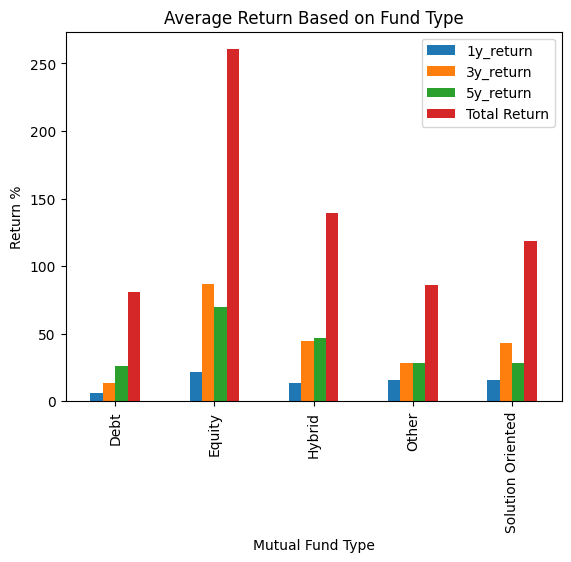 Average Return Based on Fund Type
1y_return
3y_return
5y_return
Total Return
Return %
250
200
150
100
50
0
Debt
Equity
Hybrid
Other
Solution Oriented
Mutual Fund Type